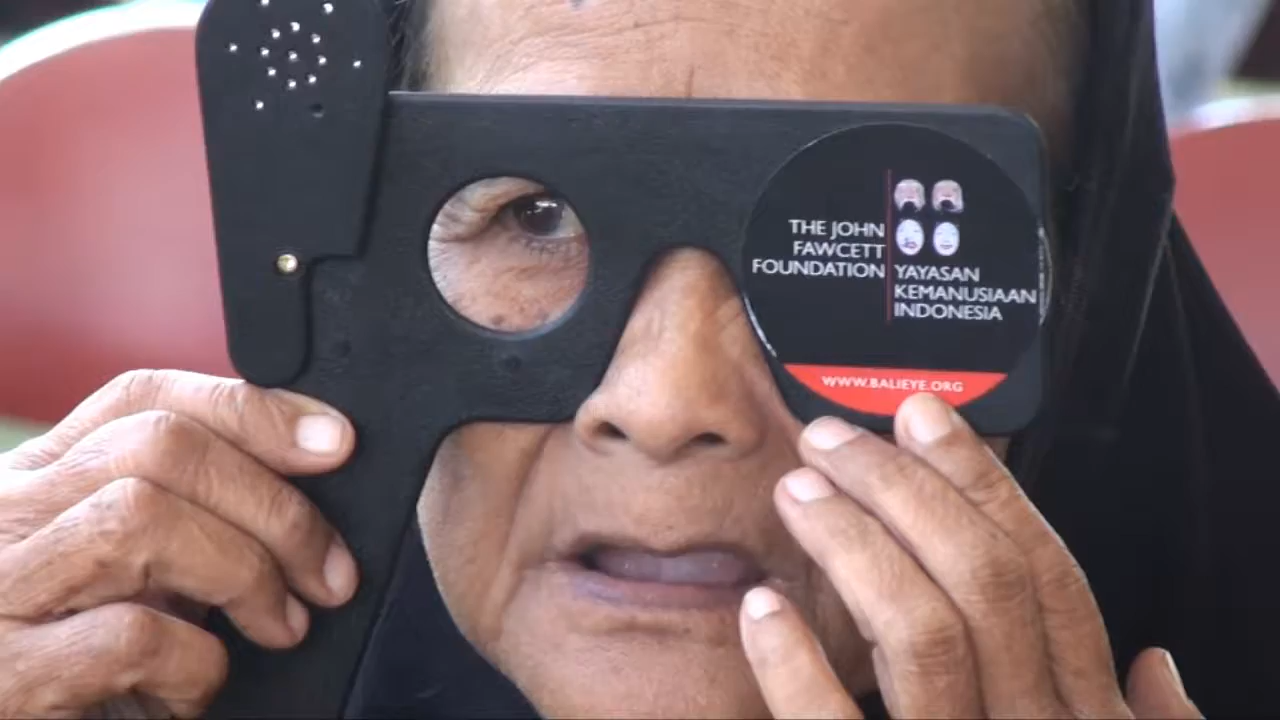 THE JOHN
FAWCETT
FOUNDATION
YAYASAN
KEMANUSIAAN
INDONESIA
WWW.BALIEYE.ORG